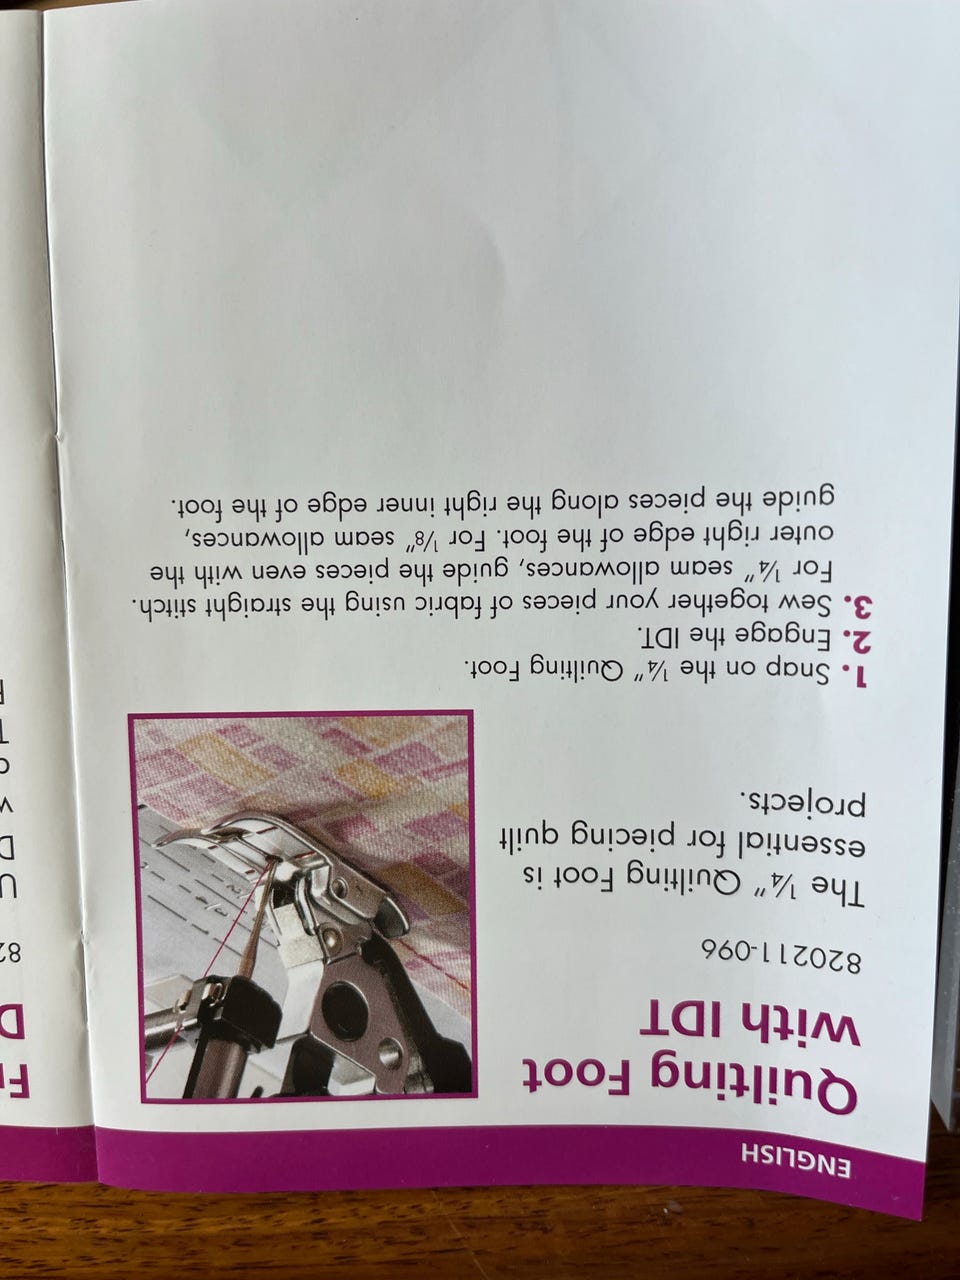 ENGLISH
Quilting Foot
with IDT
820211-096
The ¼" Quilting Foot is
essential for piecing quilt
projects.
1. Snap on the ¼" Quilting Foot.
2. Engage the IDT.
3. Sew together your pieces of fabric using the straight stitch.
For ¼" seam allowances, guide the pieces even with the
outer right edge of the foot. For ⅛" seam allowances,
guide the pieces along the right inner edge of the foot.